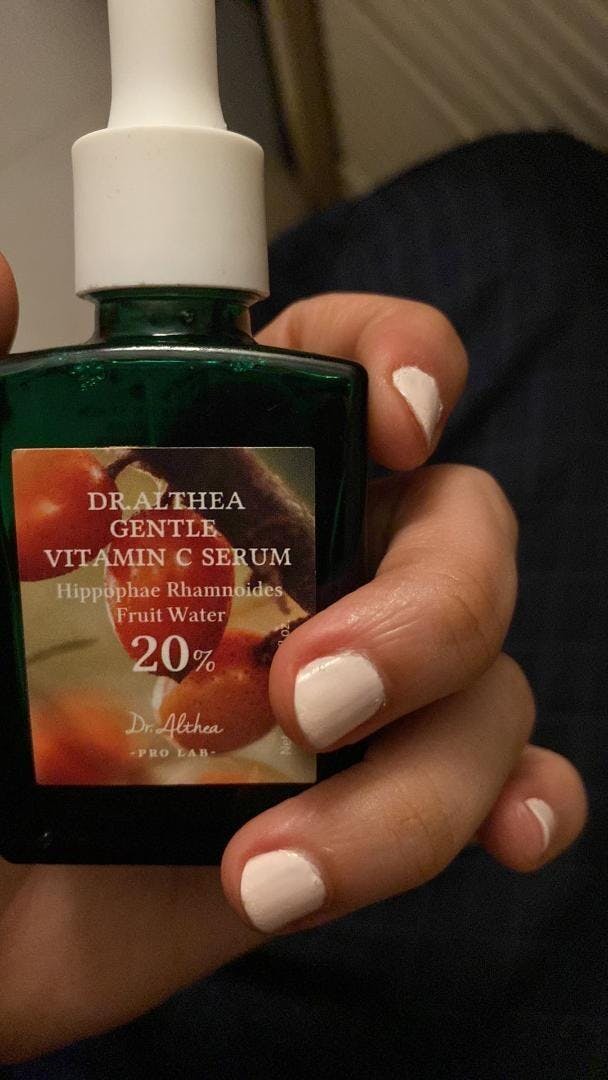 DR.ALTHEA
GENTLE
VITAMIN C SERUM
Hippophae Rhamnoides
Fruit Water
20%
Dr. Althea
-PRO LAB-